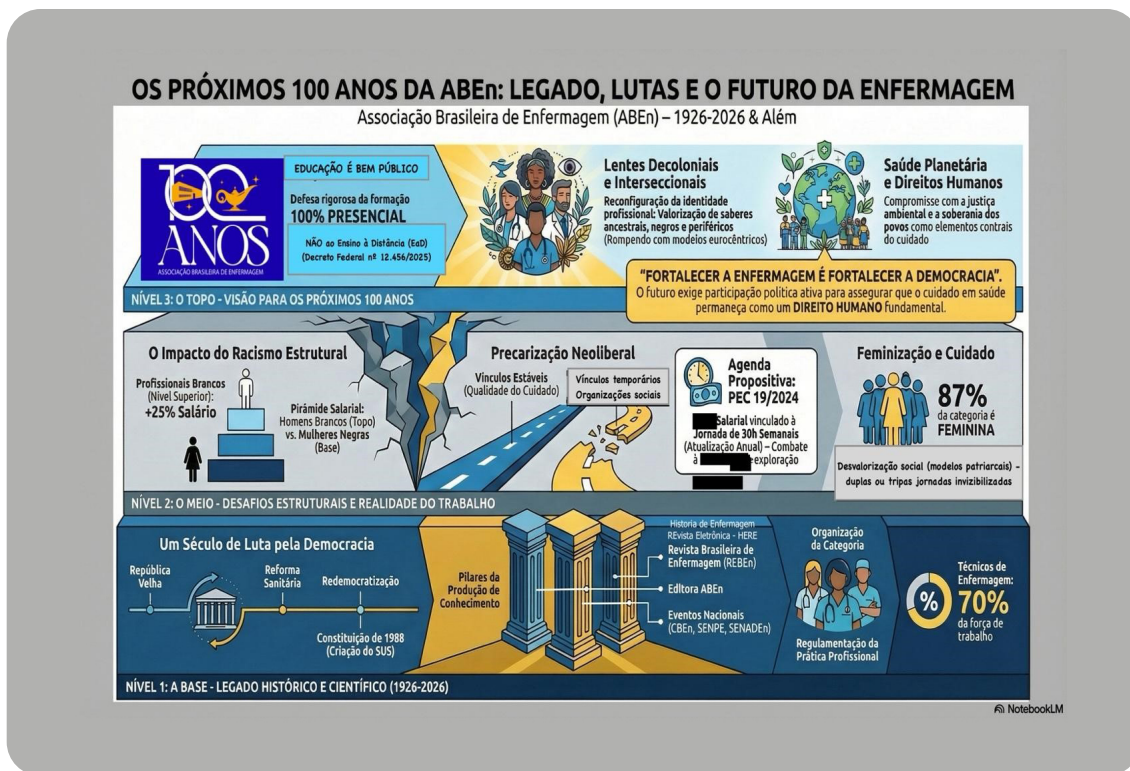 OS PRÓXIMOS 100 ANOS DA ABEn: LEGADO, LUTAS E O FUTURO DA ENFERMAGEM
Associação Brasileira de Enfermagem (ABEn) – 1926-2026 & Além
100
ANOS
ASSOCIAÇÃO BRASILEIRA DE ENFERMAGEM
EDUCAÇÃO É BEM PÚBLICO
Defesa rigorosa da formação
100% PRESENCIAL
NÃO ao Ensino à Distância (EaD)
(Decreto Federal nº 12.456/2025)
Lentes Decoloniais
e Interseccionais
Reconfiguração da identidade
profissional: Valorização de saberes
ancestrais, negros e periféricos
(Rompendo com modelos eurocêntricos)
Saúde Planetária
e Direitos Humanos
Compromisse com a justiça
ambiental e a soberania dos
povos como elementos contrais
do cuidado
“FORTALECER A ENFERMAGEM É FORTALECER A DEMOCRACIA”.
O futuro exige participação política ativa para assegurar que o cuidado em saúde
permaneça como um DIREITO HUMANO fundamental.
NÍVEL 3: O TOPO - VISÃO PARA OS PRÓXIMOS 100 ANOS
O Impacto do Racismo Estrutural
Profissionais Brancos
(Nivel Superior):
+25% Salário
Pirámide Salarial:
Homens Brancos (Topo)
vs. Mulheres Negras
(Base)
Precarização Neoliberal
Vinculos Estáveis
(Qualidade do Cuidado)
Vínculos temporários
Organizações sociais
Agenda
Propositiva:
PEC 19/2024
Salarial vinculado à
Jornada de 30h Semanais
(Atualização Anual) – Combate
à e exploração
Feminização e Cuidado
87%
da categoria é
FEMININA
Desvalorização social (modelos patriarcais) -
duplas ou tripas jornadas invizibilizadas
NÍVEL 2: O MEIO - DESAFIOS ESTRUTURAIS E REALIDADE DO TRABALHO
Um Século de Luta pela Democracia
República
Velha
Reforma
Sanitária
Redemocratização
Constituição de 1988
(Criação do SUS)
Pilares da
Produção de
Conhecimento
Historia de Enfermagem
REvista Eletrônica - HERE
Revista Brasileira de
Enfermagem (REBEn)
Edltora ABEn
Eventos Nacionais
(CBEn, SENPE, SENADEn)
Organização
da Categoria
Regulamentação da
Prática Profissional
%
Técnicos de
Enfermagem:
70%
da força de
trabalho
NÍVEL 1: A BASE - LEGADO HISTÓRICO E CIENTÍFICO (1926-2026)
NotebookLM